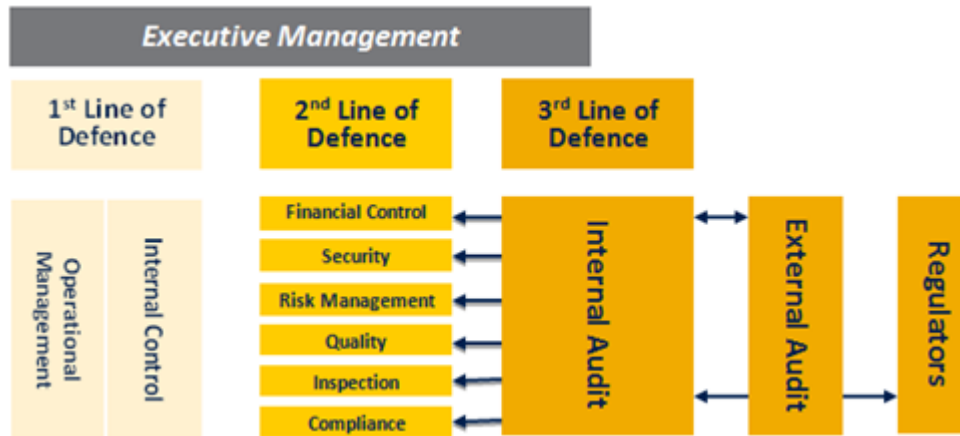 Executive Management
1st Line of
Defence
2nd Line of
Defence
3rd Line of
Defence
Operational
Management
Internal Control
Financial Control
Security
Risk Management
Quality
Inspection
Compliance
Internal Audit
External Audit
Regulators